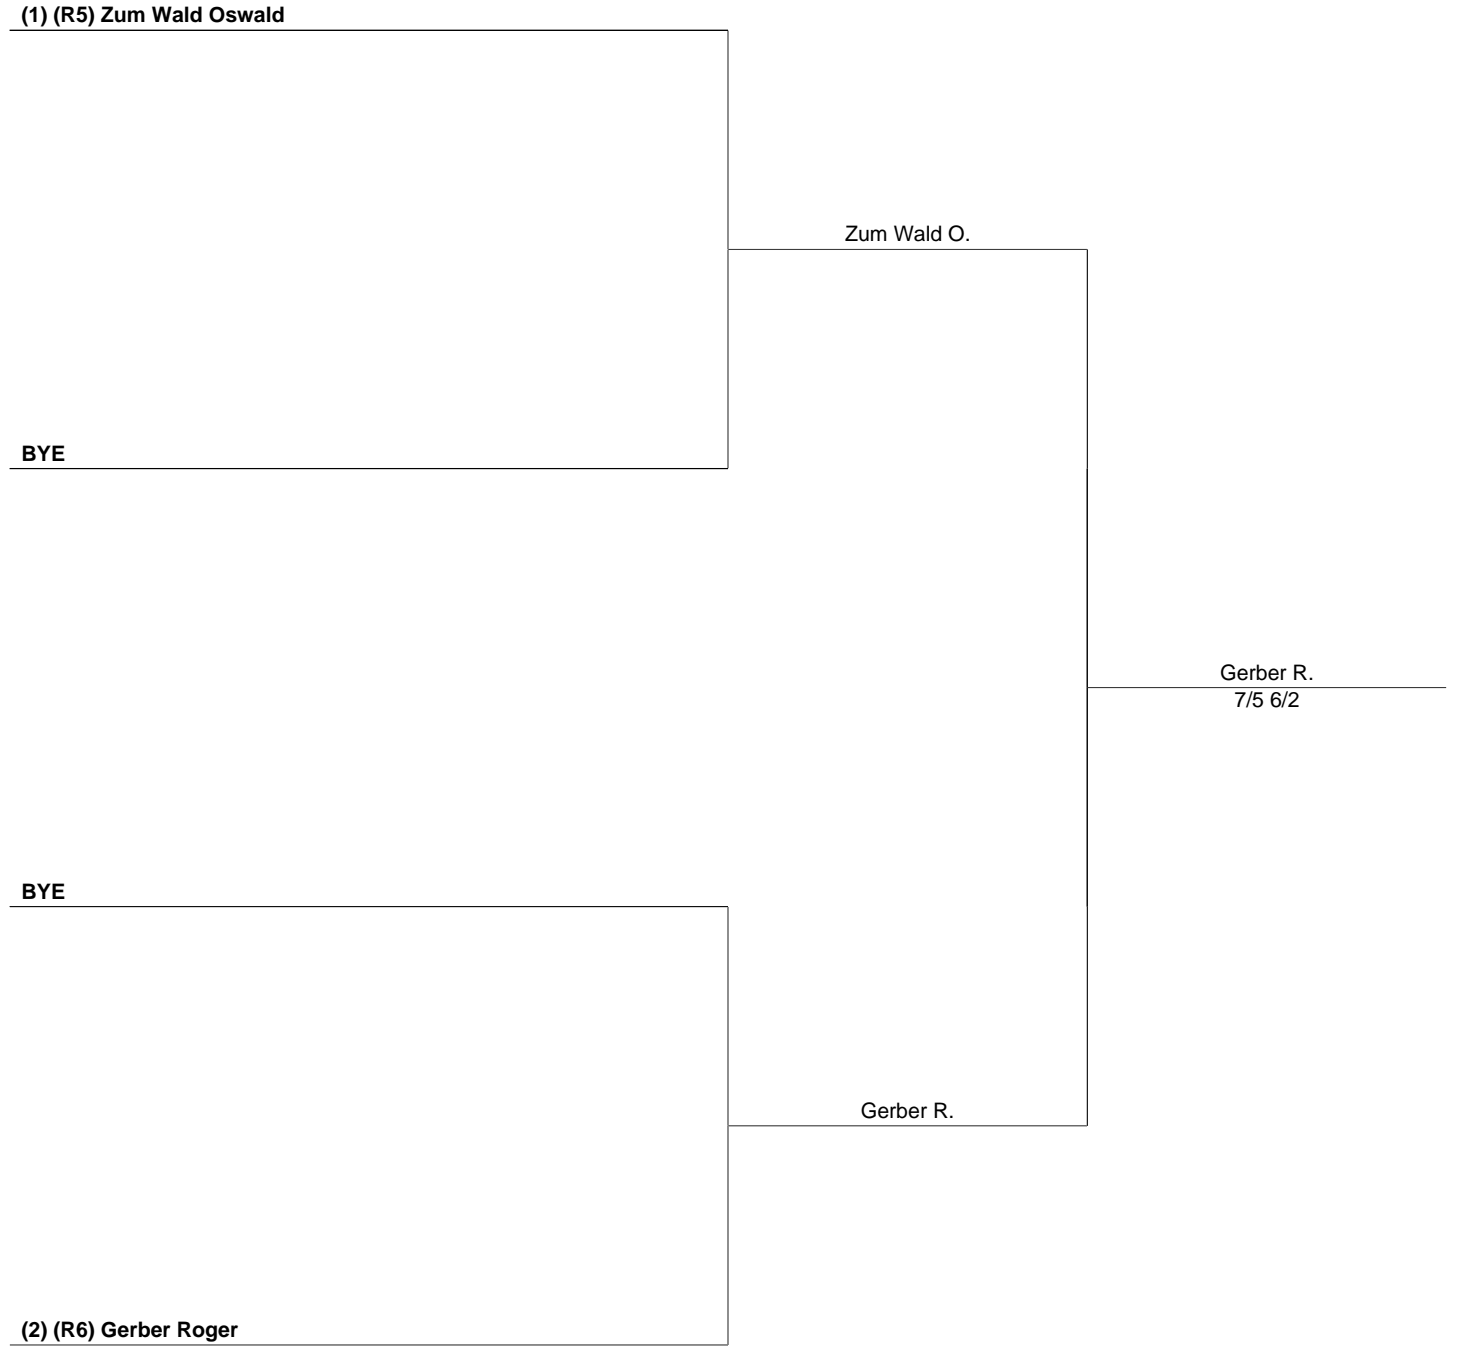 (1) (R5) Zum Wald Oswald
Zum Wald O.
BYE
Gerber R.
7/5 6/2
BYE
Gerber R.
(2) (R6) Gerber Roger